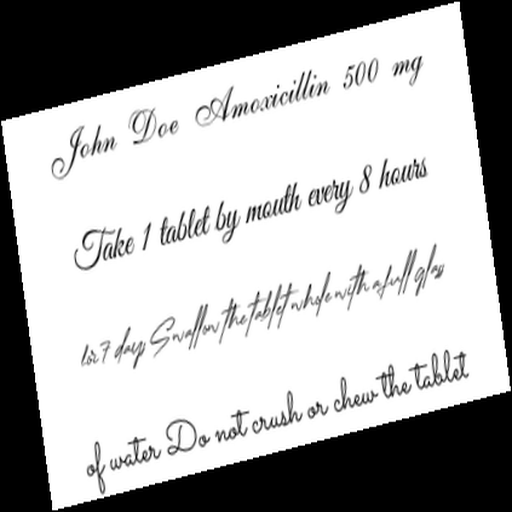 John Doe Amoxicillin 500 mg
Take 1 tablet by mouth every 8 hours
for 7 days Swallow the tablet whole with a full glass
of water Do not crush or chew the tablet